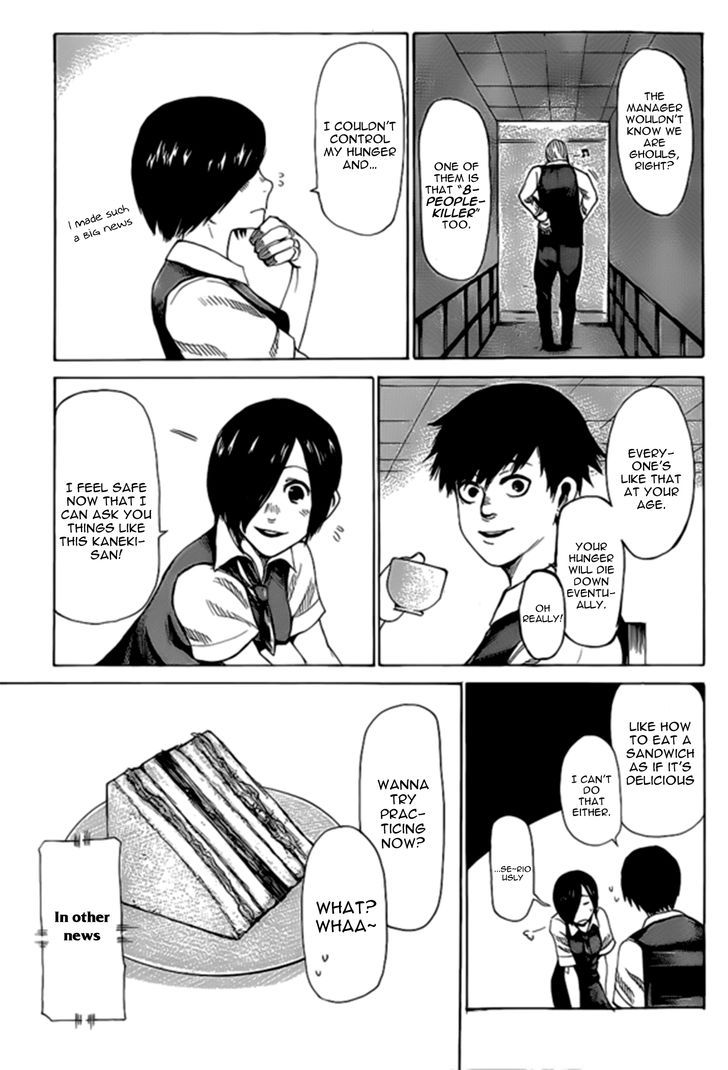 THE
MANAGER
WOULDN'T
KNOW WE
ARE
GHOULS,
RIGHT?
ONE OF
THEM IS
THAT "8-
PEOPLE-
KILLER"
TOO.
I COULDN'T
CONTROL
MY HUNGER
AND...
I made such
a BIG news
EVERY-
ONE'S
LIKE THAT
AT YOUR
AGE.
YOUR
HUNGER
WILL DIE
DOWN
EVENTU-
ALLY.
OH
REALLY!
I FEEL SAFE
NOW THAT I
CAN ASK YOU
THINGS LIKE
THIS KANEKI-
SAN!
LIKE HOW
TO EAT A
SANDWICH
AS IF IT'S
DELICIOUS
I CAN'T
DO THAT
EITHER.
...SE-RIO
USLY
WANNA
TRY
PRAC-
TICING
NOW?
WHAT?
WHAA~
In other
news